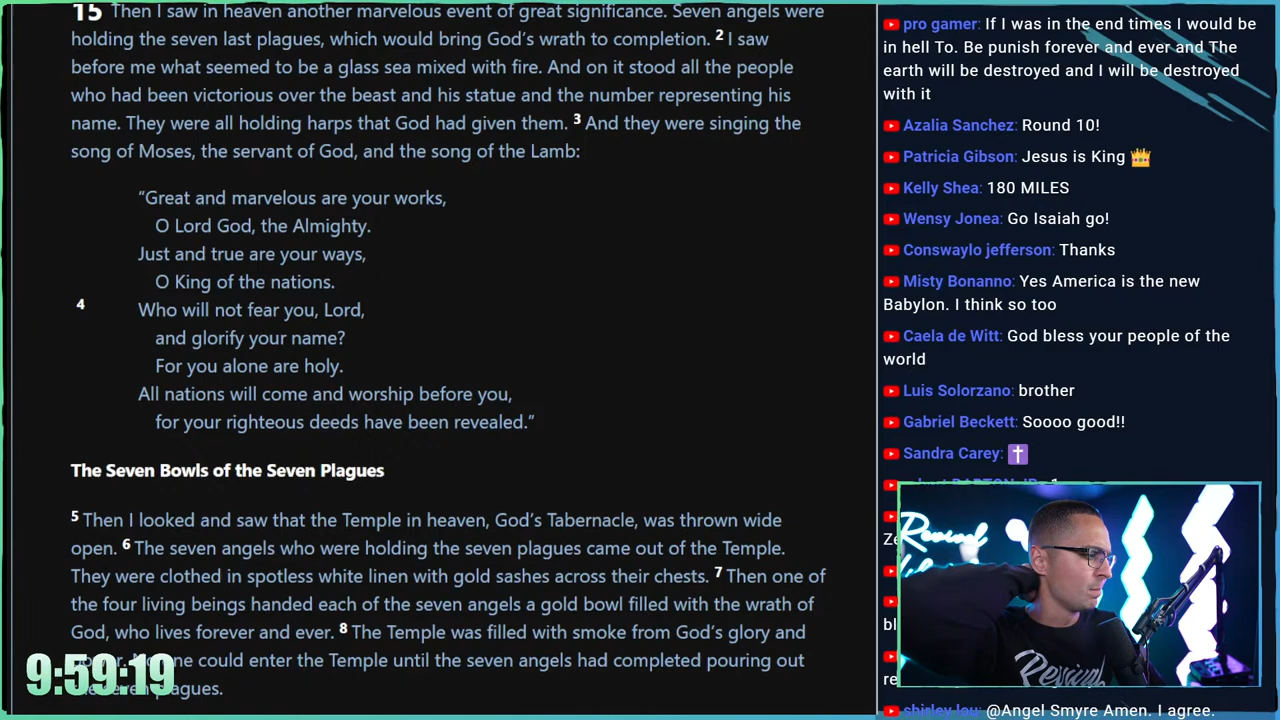 15 Then I saw in heaven another marvelous event of great significance. Seven angels were
holding the seven last plagues, which would bring God's wrath to completion. 2 I saw
before me what seemed to be a glass sea mixed with fire. And on it stood all the people
who had been victorious over the beast and his statue and the number representing his
name. They were all holding harps that God had given them. 3 And they were singing the
song of Moses, the servant of God, and the song of the Lamb:
“Great and marvelous are your works,
O Lord God, the Almighty.
Just and true are your ways,
O King of the nations.
4 Who will not fear you, Lord,
and glorify your name?
For you alone are holy.
All nations will come and worship before you,
for your righteous deeds have been revealed.”
The Seven Bowls of the Seven Plagues
5 Then I looked and saw that the Temple in heaven, God's Tabernacle, was thrown wide
open. 6 The seven angels who were holding the seven plagues came out of the Temple.
They were clothed in spotless white linen with gold sashes across their chests. 7 Then one of
the four living beings handed each of the seven angels a gold bowl filled with the wrath of
God, who lives forever and ever. 8 The Temple was filled with smoke from God's glory and
could enter the Temple until the seven angels had completed pouring out
plagues.
9:59:19
pro gamer: If I was in the end times I would be
in hell To. Be punish forever and ever and The
earth will be destroyed and I will be destroyed
with it
Azalia Sanchez: Round 10!
Patricia Gibson: Jesus is King 👑
Kelly Shea: 180 MILES
Wensy Jonea: Go Isaiah go!
Conswaylo jefferson: Thanks
Misty Bonanno: Yes America is the new
Babylon. I think so too
Caela de Witt: God bless your people of the
world
Luis Solorzano: brother
Gabriel Beckett: Soooo good!!
Sandra Carey: ✝️
Revival
Revival
shirley lou: @Angel Smyre Amen. I agree.